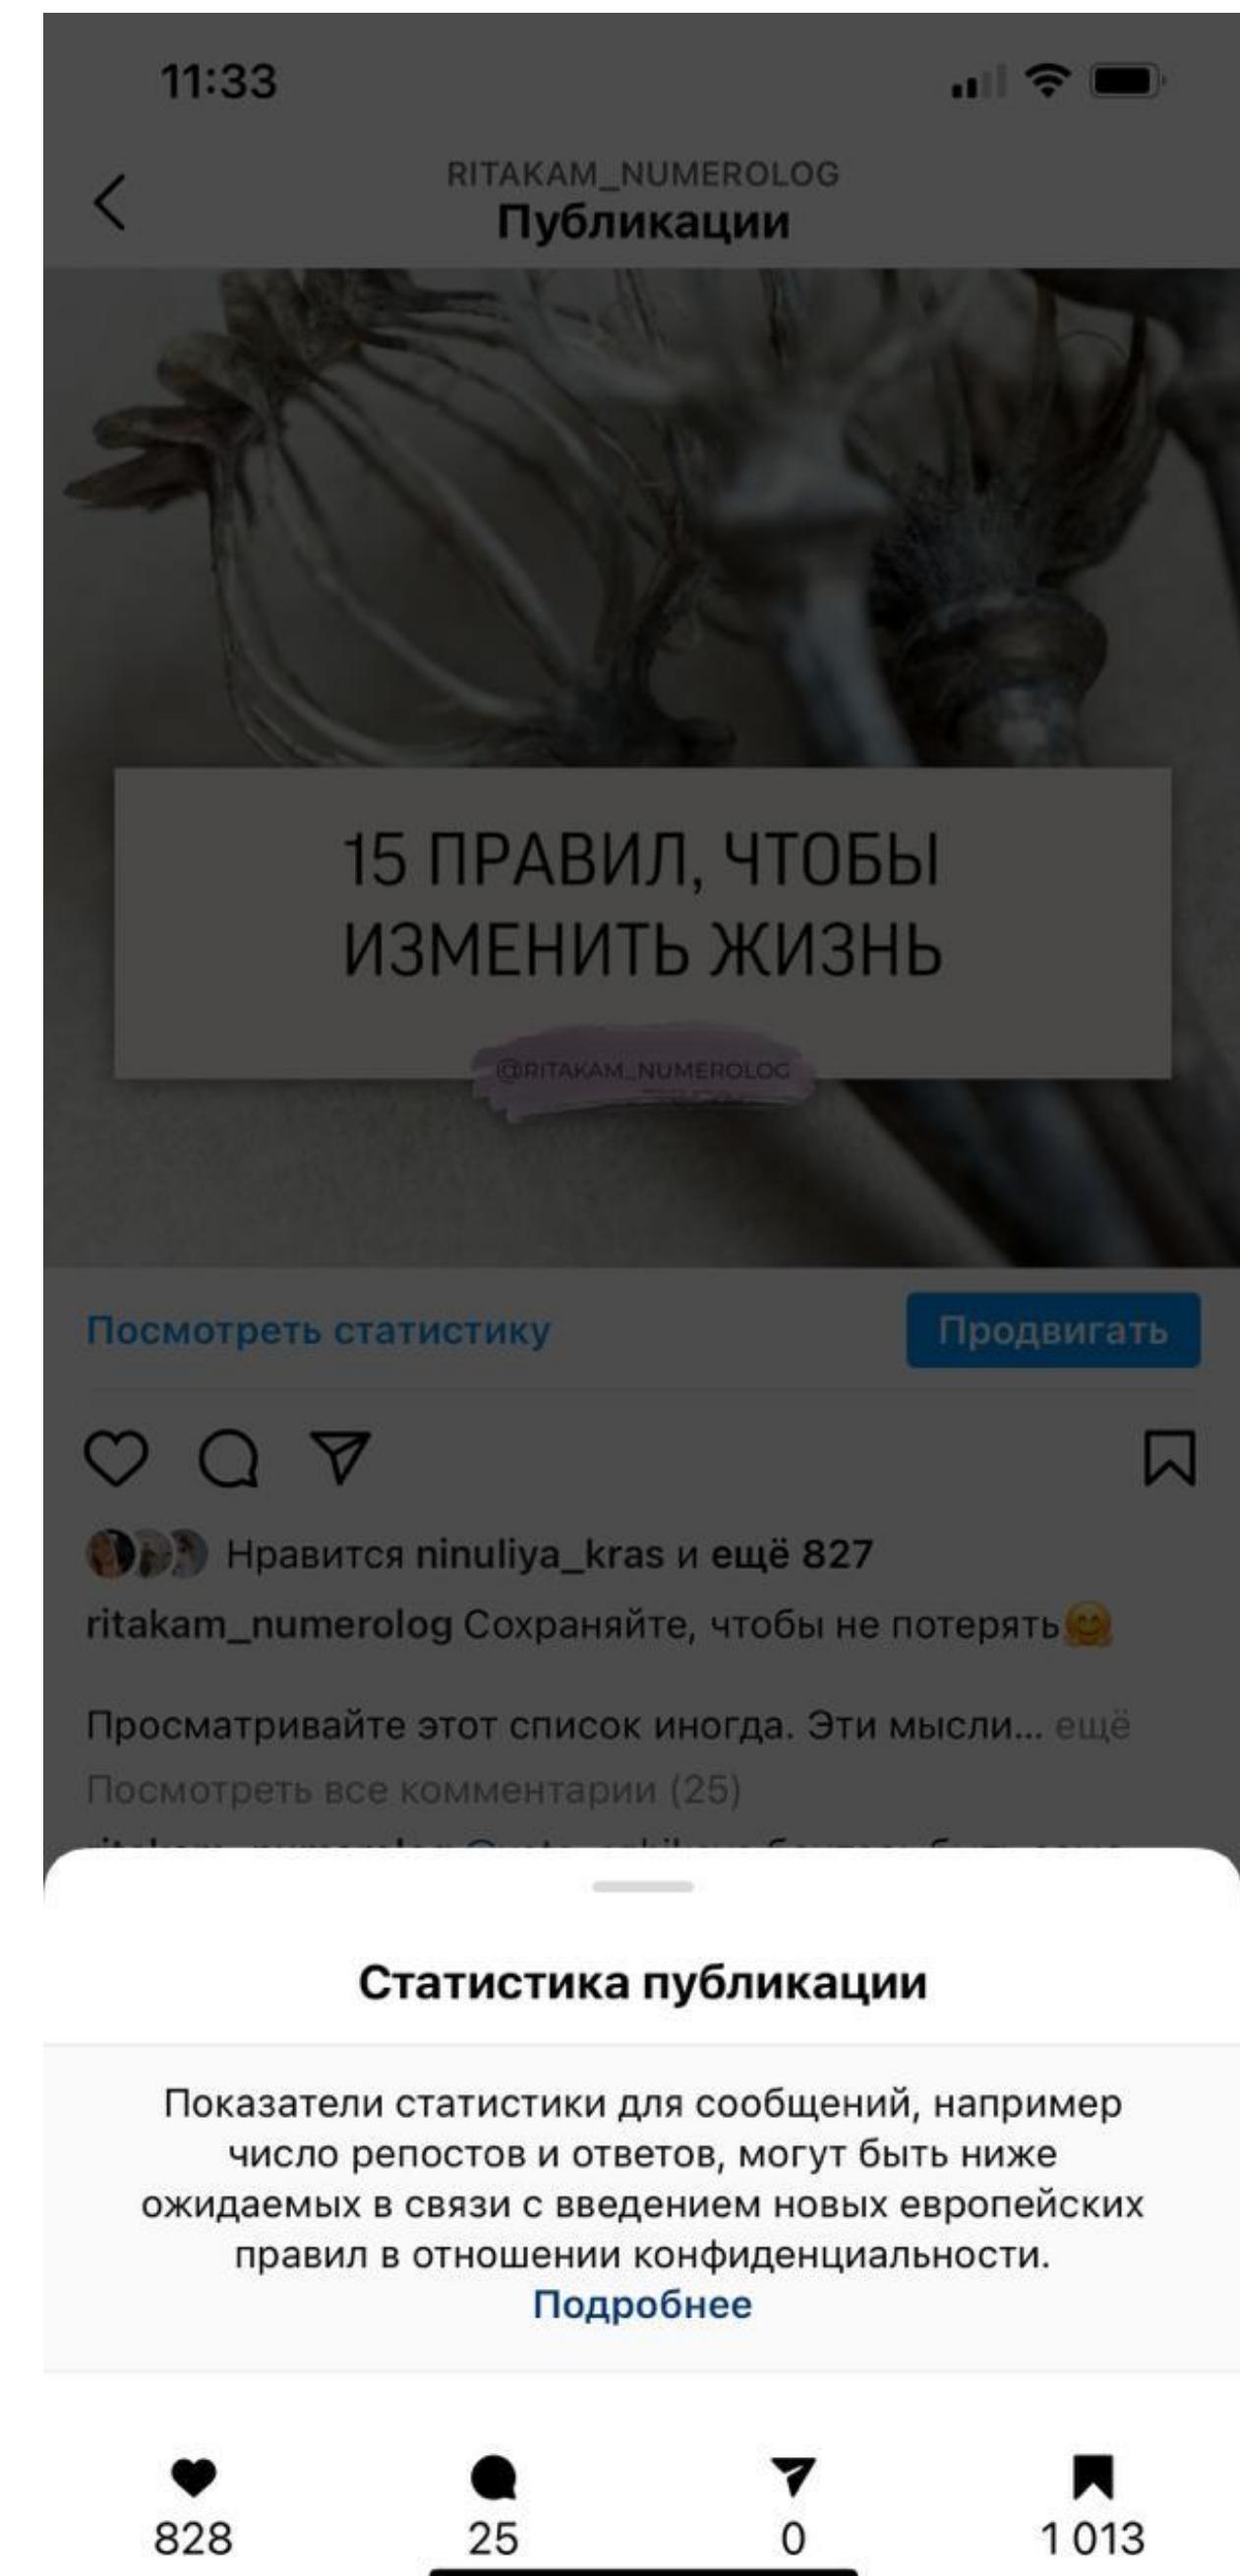 11:33
RITAKAM_NUMEROLOG
Публикации
15 ПРАВИЛ, ЧТОБЫ
ИЗМЕНИТЬ ЖИЗНЬ
@RITAKAM_NUMEROLOG
Посмотреть статистику
Продвигать
Нравится ninuliya_kras и ещё 827
ritakam_numerolog Сохраняйте, чтобы не потерять🤗
Просматривайте этот список иногда. Эти мысли... ещё
Посмотреть все комментарии (25)
Статистика публикации
Показатели статистики для сообщений, например
число репостов и ответов, могут быть ниже
ожидаемых в связи с введением новых европейских
правил в отношении конфиденциальности.
Подробнее
828
25
0
1 013